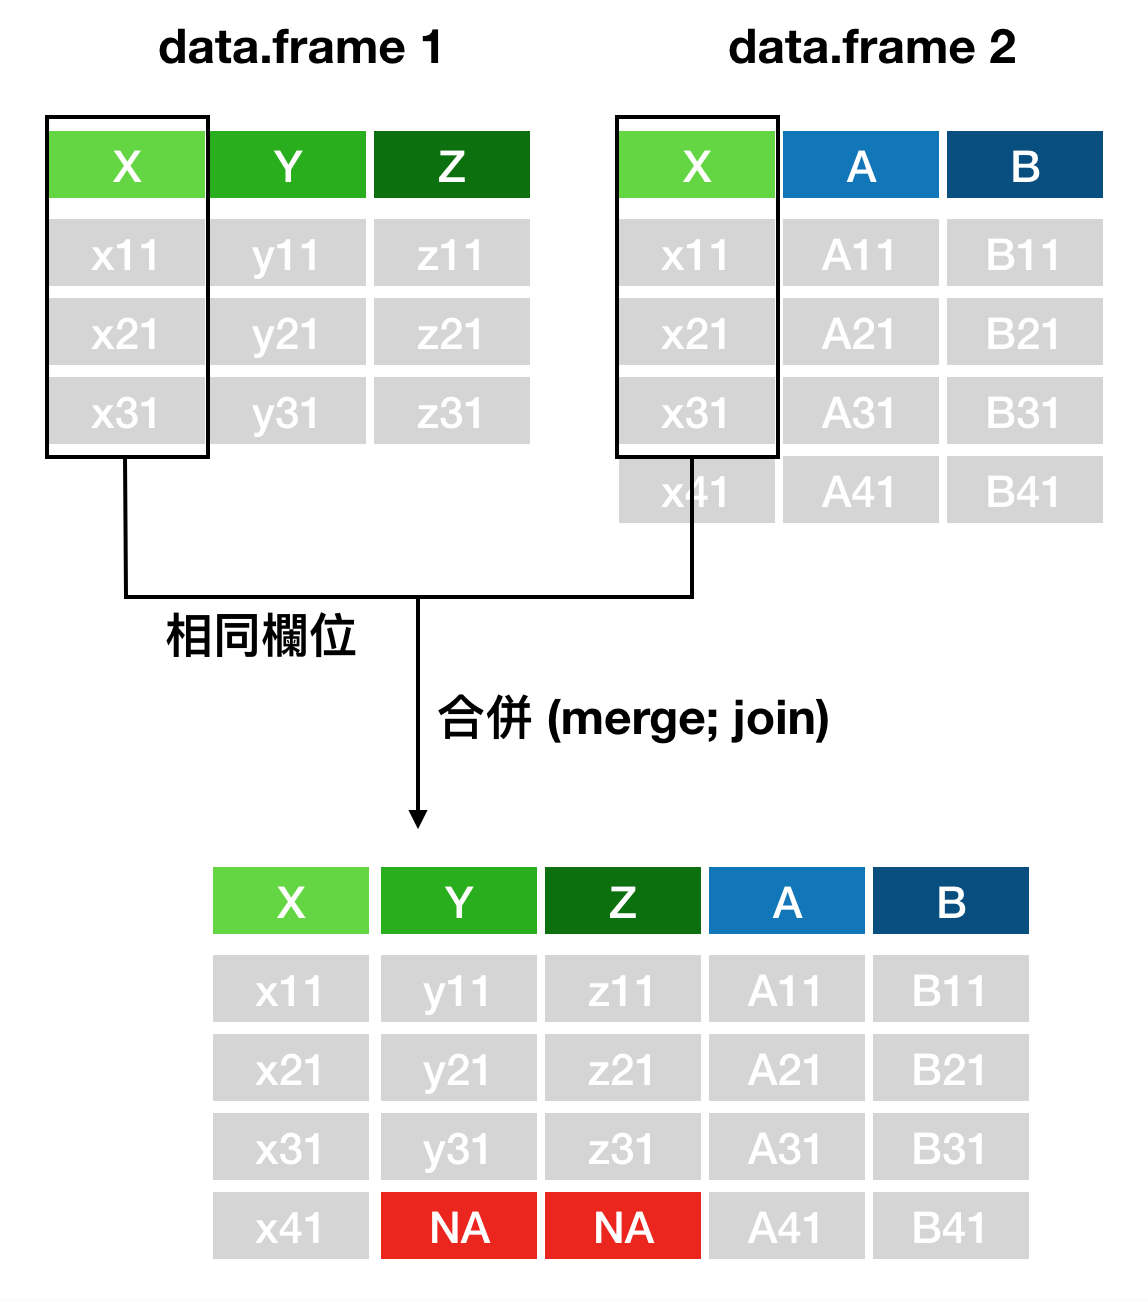 data.frame 1 data.frame 2
X Y Z X A B
x11 y11 z11 x11 A11 B11
x21 y21 z21 x21 A21 B21
x31 y31 z31 x31 A31 B31
x41 A41 B41
相同欄位
合併 (merge; join)
X Y Z A B
x11 y11 z11 A11 B11
x21 y21 z21 A21 B21
x31 y31 z31 A31 B31
x41 NA NA A41 B41